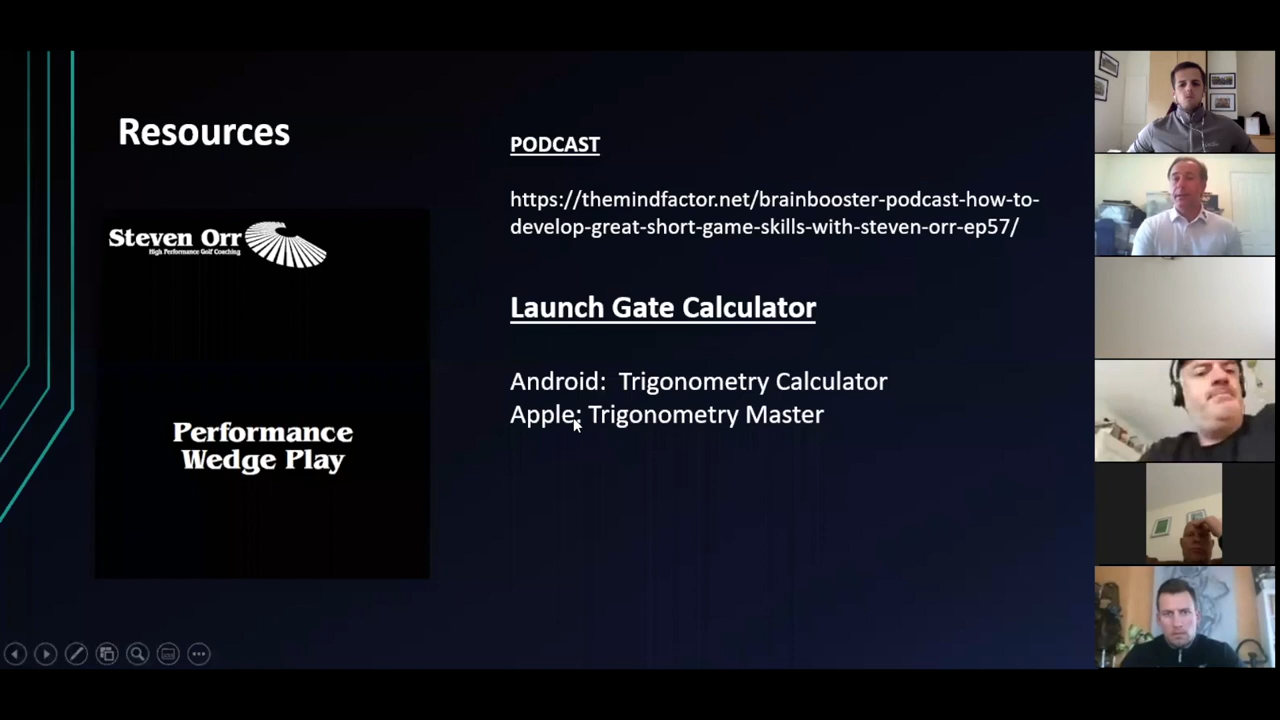 Resources
Steven Orr
High Performance Golf Coaching
Performance
Wedge Play
PODCAST
https://themindfactor.net/brainbooster-podcast-how-to-
develop-great-short-game-skills-with-steven-orr-ep57/
Launch Gate Calculator
Android: Trigonometry Calculator
Apple: Trigonometry Master